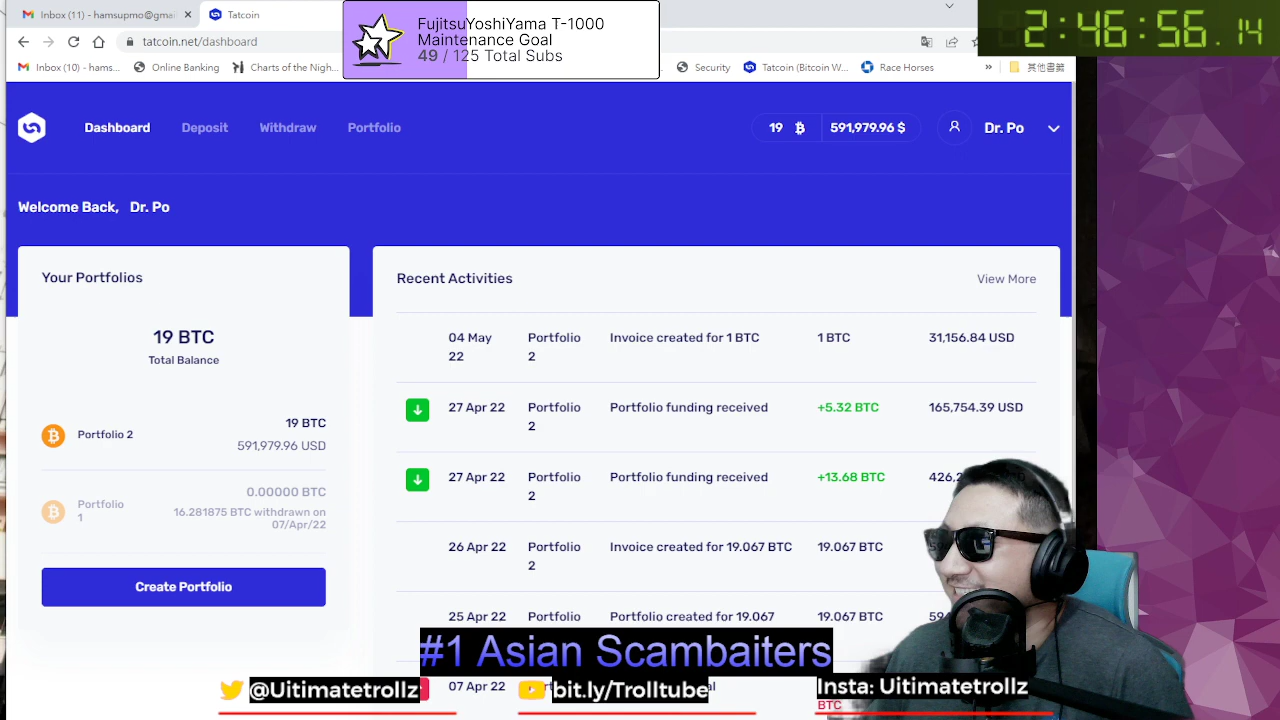 Inbox (11) - hamsupmo@gmail
Tatcoin
tatcoin.net/dashboard
Inbox (10) - hams...
Online Banking
Charts of the Nigh...
Security
Tatcoin (Bitcoin W...
Race Horses
»
其他書籤
FujitsuYoshiYama T-1000
Maintenance Goal
49 / 125 Total Subs
2:46:56.14
Dashboard
Deposit
Withdraw
Portfolio
19
591,979.96 $
Dr. Po
Welcome Back, Dr. Po
Your Portfolios
19 BTC
Total Balance
Portfolio 2
19 BTC
591,979.96 USD
Portfolio
1
0.00000 BTC
16.281875 BTC withdrawn on
07/Apr/22
Create Portfolio
Recent Activities
View More
04 May
22
Portfolio
2
Invoice created for 1 BTC
1 BTC
31,156.84 USD
27 Apr 22
Portfolio
2
Portfolio funding received
+5.32 BTC
165,754.39 USD
27 Apr 22
Portfolio
2
Portfolio funding received
+13.68 BTC
26 Apr 22
Portfolio
2
Invoice created for 19.067 BTC
19.067 BTC
25 Apr 22
Portfolio
Portfolio created for 19.067
19.067 BTC
07 Apr 22
BTC
#1 Asian Scambaiters
@Uitimatetrollz
bit.ly/Trolltube
Insta: Uitimatetrollz